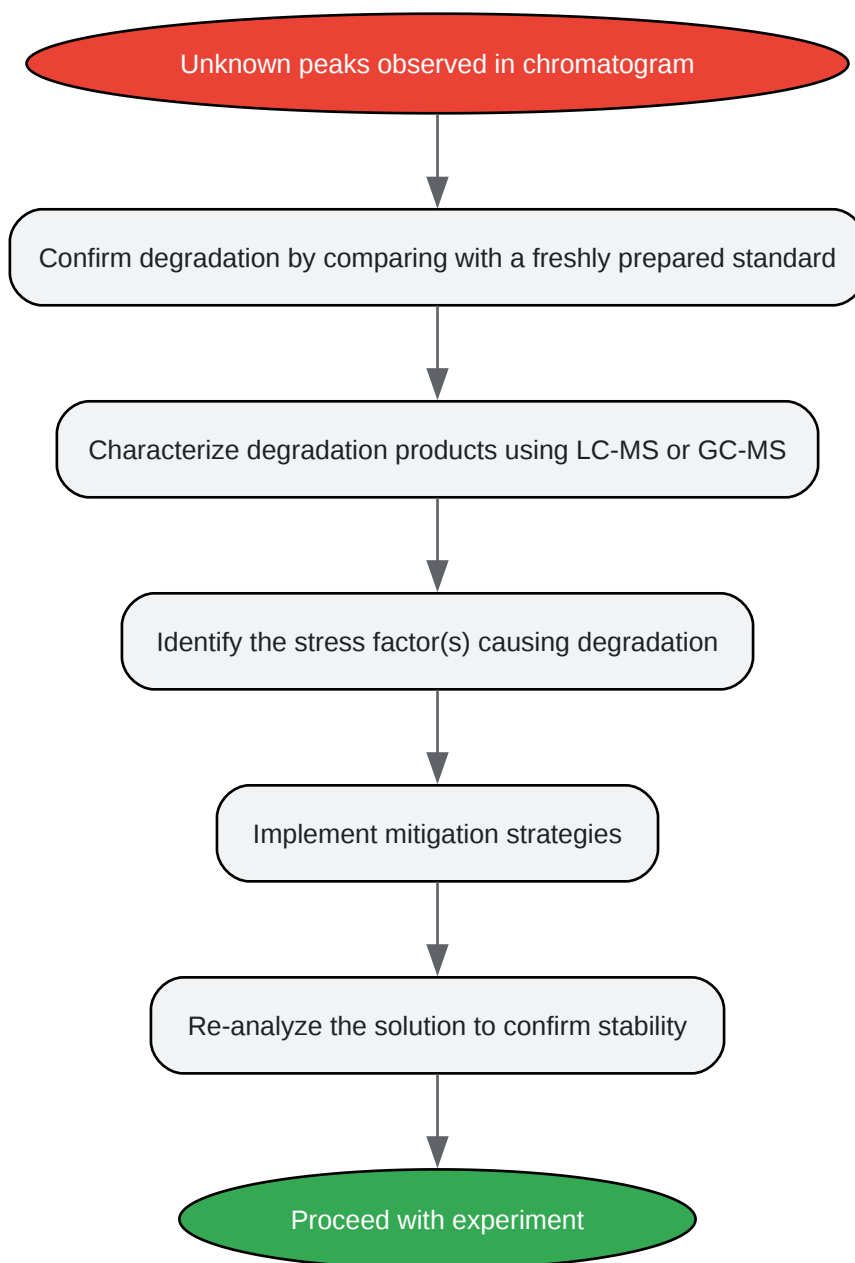 Unknown peaks observed in chromatogram
Confirm degradation by comparing with a freshly prepared standard
Characterize degradation products using LC-MS or GC-MS
Identify the stress factor(s) causing degradation
Implement mitigation strategies
Re-analyze the solution to confirm stability
Proceed with experiment